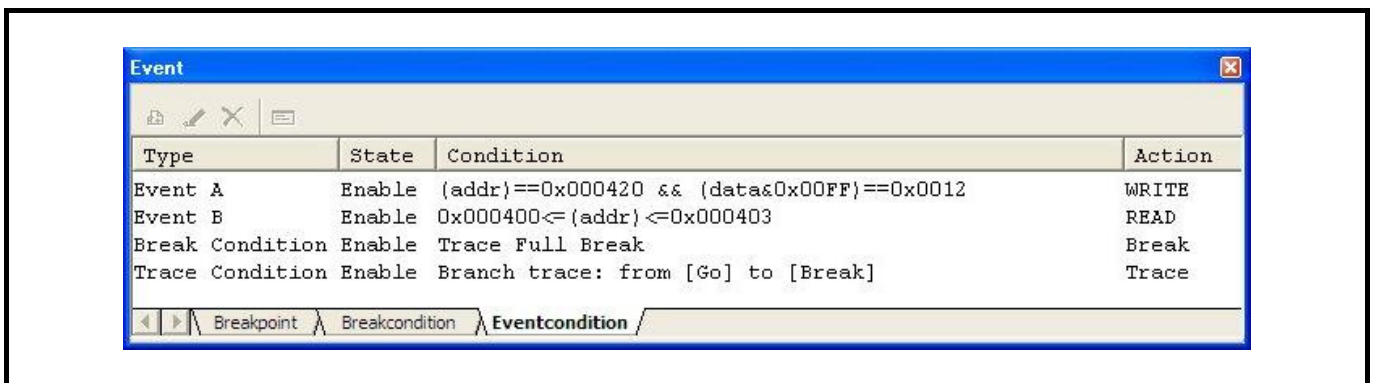 Event
Type State Condition Action
Event A Enable (addr)==0x000420 && (data&0x00FF)==0x0012 WRITE
Event B Enable 0x000400<=(addr)<=0x000403 READ
Break Condition Enable Trace Full Break Break
Trace Condition Enable Branch trace: from [Go] to [Break] Trace
Breakpoint Breakcondition Eventcondition